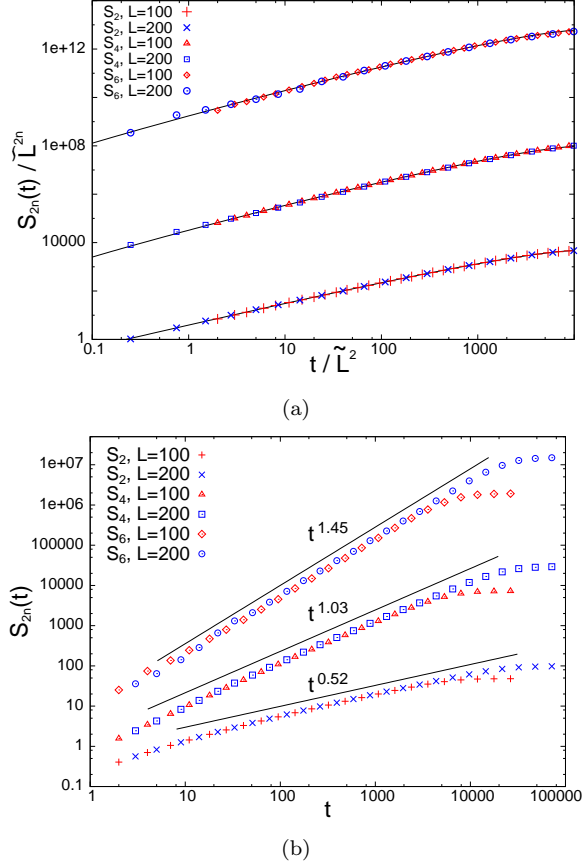 S₂, L=100
S₂, L=200
S₄, L=100
S₄, L=200
S₆, L=100
S₆, L=200
1e+12
1e+08
10000
1
S₂ₙ(t) / L̃²ⁿ
0.1 1 10 100 1000
t / L̃²
(a)
S₂, L=100
S₂, L=200
S₄, L=100
S₄, L=200
S₆, L=100
S₆, L=200
1e+07
1e+06
100000
10000
1000
100
10
1
0.1
S₂ₙ(t)
t^1.45
t^1.03
t^0.52
1 10 100 1000 10000 100000
t
(b)